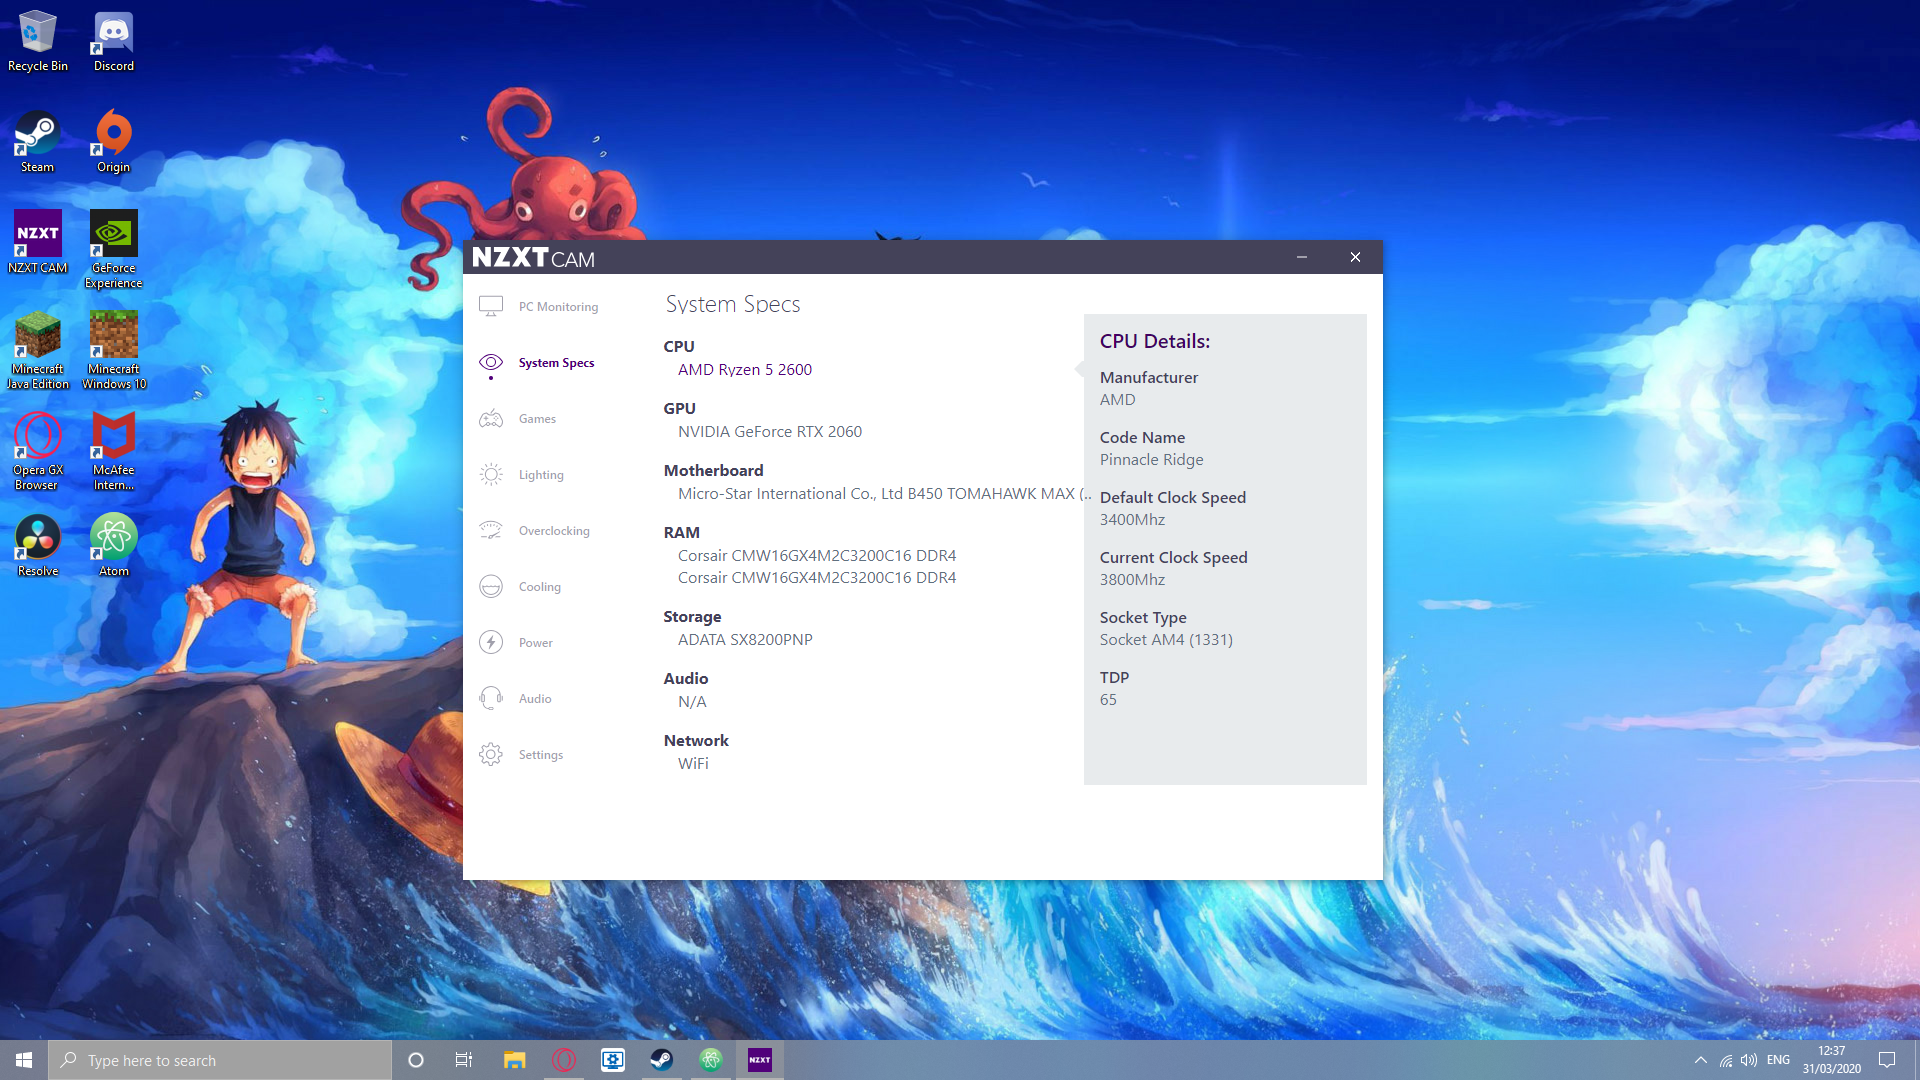 Recycle Bin
Discord
Steam
Origin
NZXT
NZXT CAM
GeForce
Experience
Minecraft
Java Edition
Minecraft
Windows 10
Opera GX
Browser
McAfee
Intern...
Resolve
Atom
NZXT CAM
PC Monitoring
System Specs
Games
Lighting
Overclocking
Cooling
Power
Audio
Settings
System Specs
CPU
AMD Ryzen 5 2600
GPU
NVIDIA GeForce RTX 2060
Motherboard
Micro-Star International Co., Ltd B450 TOMAHAWK MAX (..
RAM
Corsair CMW16GX4M2C3200C16 DDR4
Corsair CMW16GX4M2C3200C16 DDR4
Storage
ADATA SX8200PNP
Audio
N/A
Network
WiFi
CPU Details:
Manufacturer
AMD
Code Name
Pinnacle Ridge
Default Clock Speed
3400Mhz
Current Clock Speed
3800Mhz
Socket Type
Socket AM4 (1331)
TDP
65
Type here to search
NZXT
ENG
12:37
31/03/2020